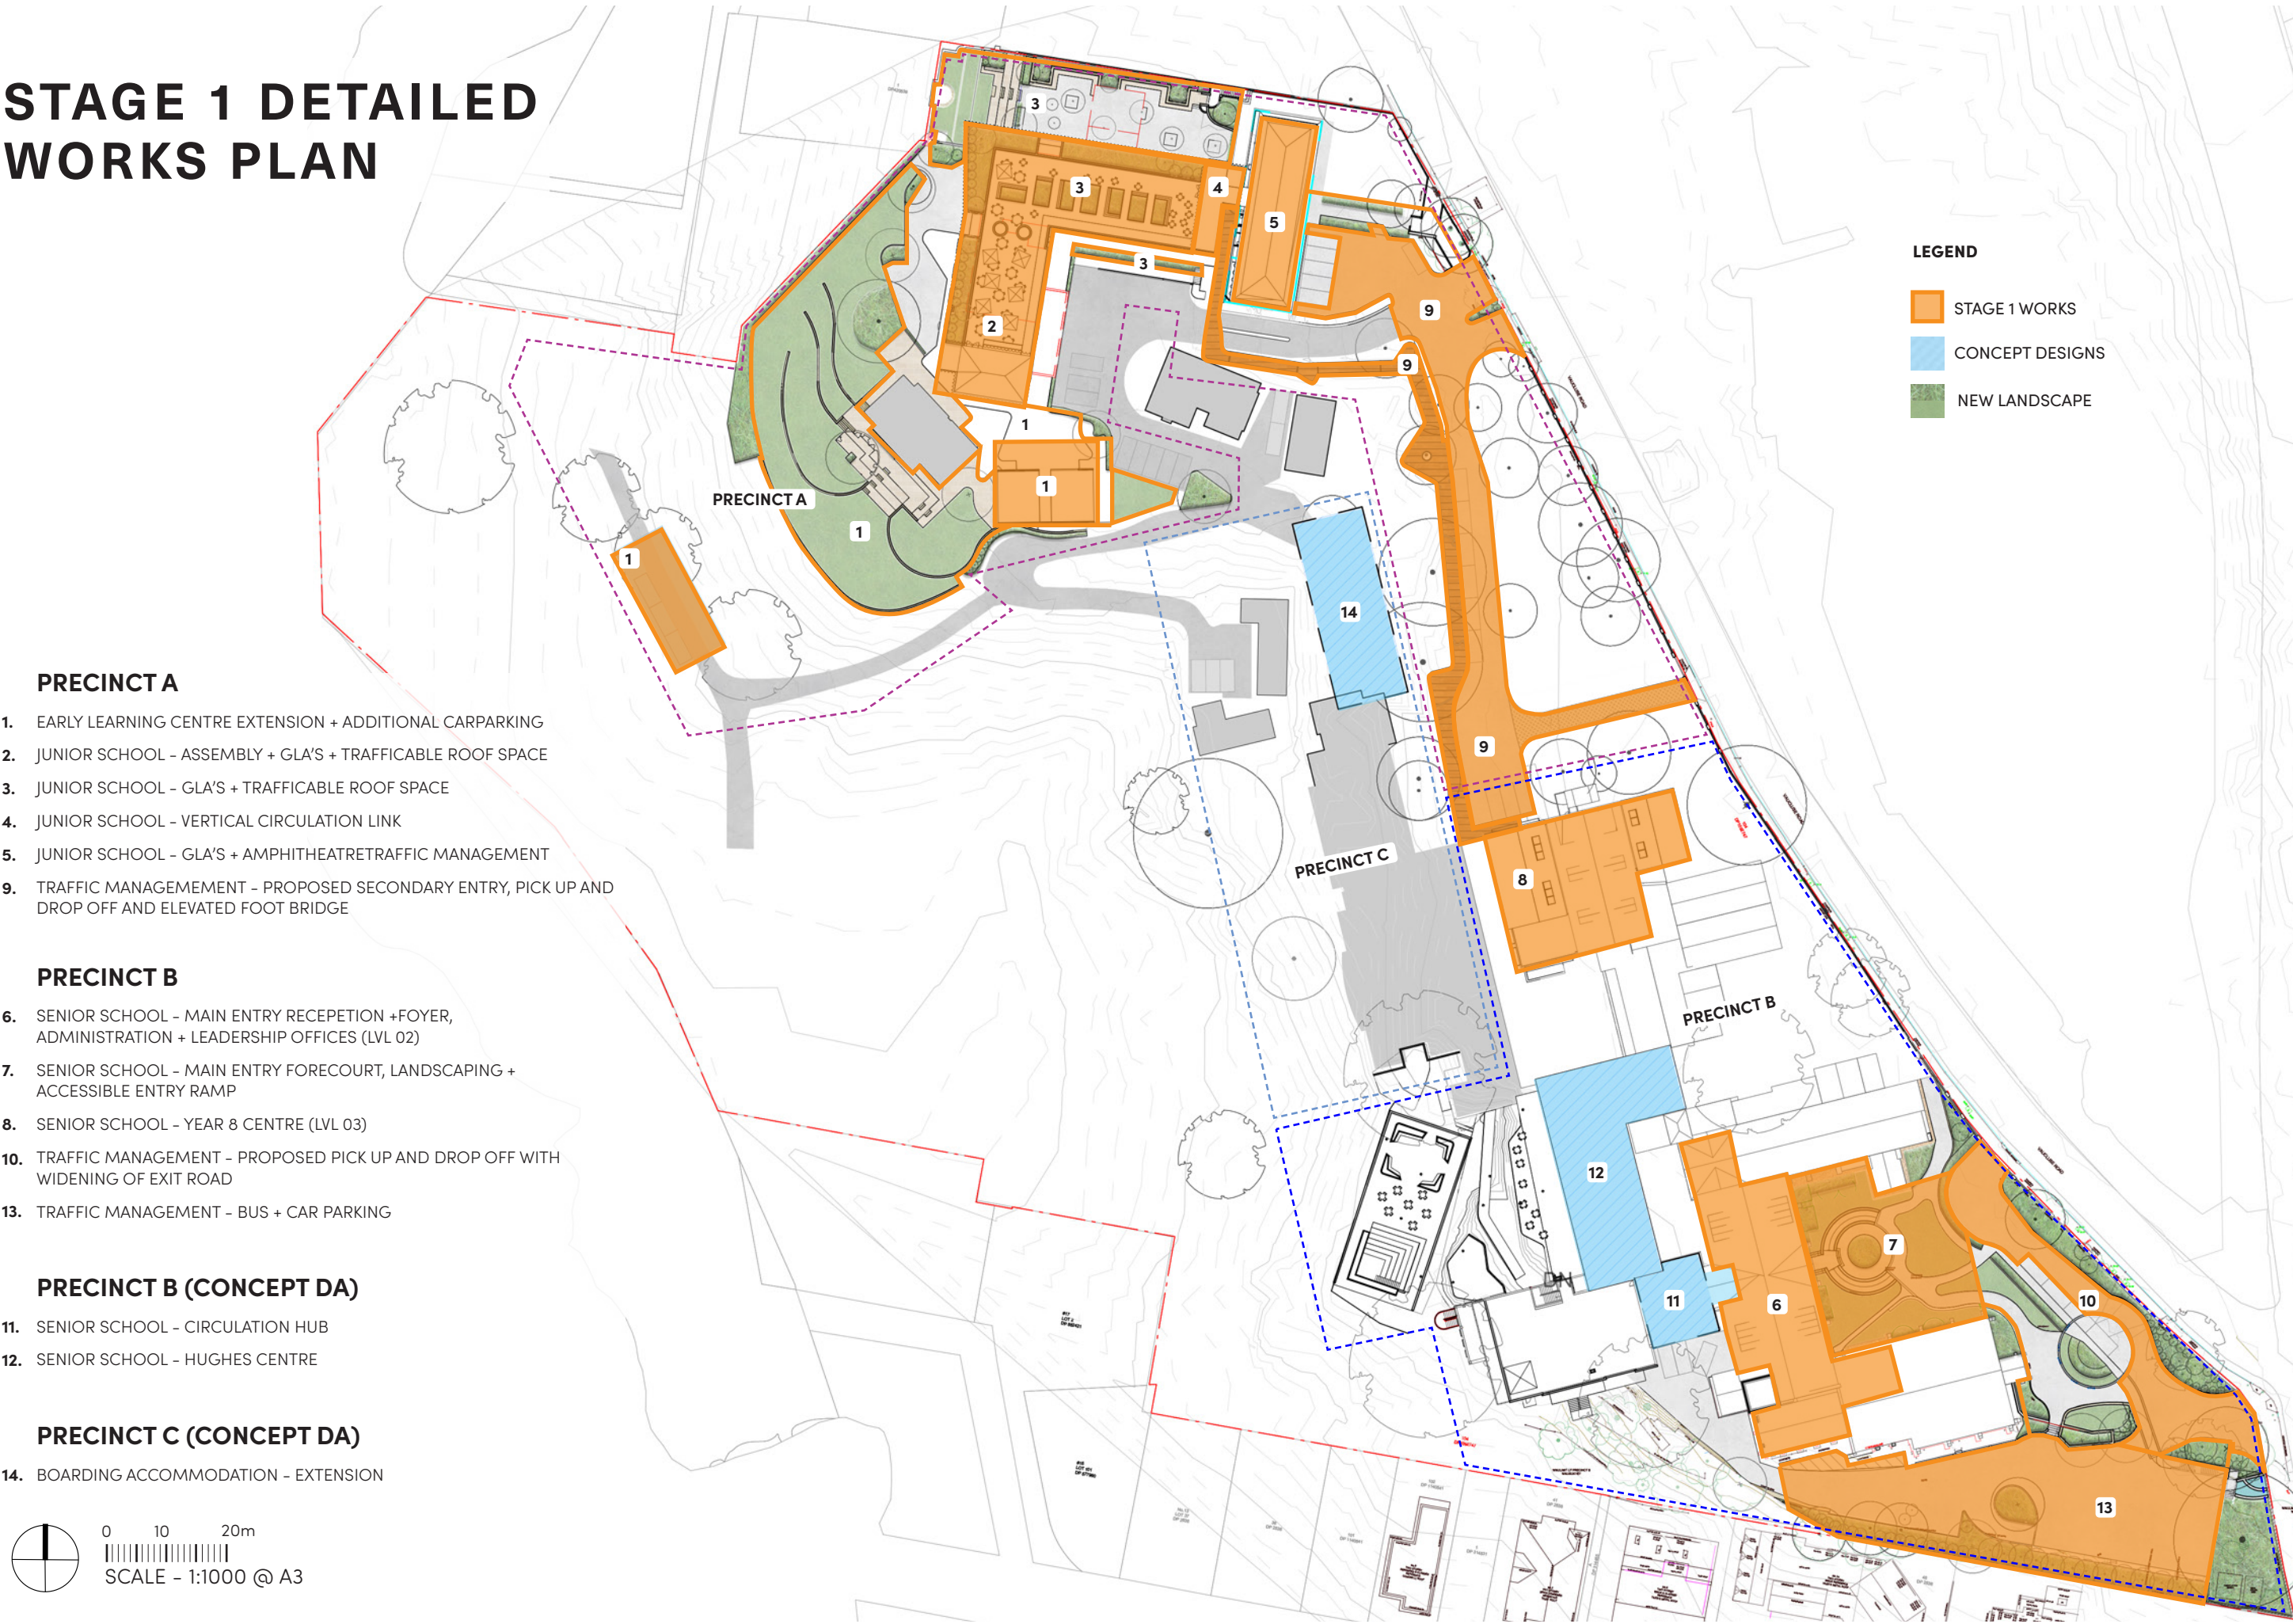 STAGE 1 DETAILED
WORKS PLAN
LEGEND
STAGE 1 WORKS
CONCEPT DESIGNS
NEW LANDSCAPE
3
3
4
5
3
2
9
9
1
1
PRECINCT A
1
1
14
9
PRECINCT C
8
PRECINCT B
12
7
11
6
10
13
VAUCLUSE ROAD
VAUCLUSE ROAD
VAUCLUSE ROAD
PRECINCT A
1. EARLY LEARNING CENTRE EXTENSION + ADDITIONAL CARPARKING
2. JUNIOR SCHOOL - ASSEMBLY + GLA'S + TRAFFICABLE ROOF SPACE
3. JUNIOR SCHOOL - GLA'S + TRAFFICABLE ROOF SPACE
4. JUNIOR SCHOOL - VERTICAL CIRCULATION LINK
5. JUNIOR SCHOOL - GLA'S + AMPHITHEATRETRAFFIC MANAGEMENT
9. TRAFFIC MANAGEMEMENT - PROPOSED SECONDARY ENTRY, PICK UP AND
DROP OFF AND ELEVATED FOOT BRIDGE
PRECINCT B
6. SENIOR SCHOOL - MAIN ENTRY RECEPETION +FOYER,
ADMINISTRATION + LEADERSHIP OFFICES (LVL 02)
7. SENIOR SCHOOL - MAIN ENTRY FORECOURT, LANDSCAPING +
ACCESSIBLE ENTRY RAMP
8. SENIOR SCHOOL - YEAR 8 CENTRE (LVL 03)
10. TRAFFIC MANAGEMENT - PROPOSED PICK UP AND DROP OFF WITH
WIDENING OF EXIT ROAD
13. TRAFFIC MANAGEMENT - BUS + CAR PARKING
PRECINCT B (CONCEPT DA)
11. SENIOR SCHOOL - CIRCULATION HUB
12. SENIOR SCHOOL - HUGHES CENTRE
PRECINCT C (CONCEPT DA)
14. BOARDING ACCOMMODATION - EXTENSION
0 10 20m
SCALE - 1:1000 @ A3